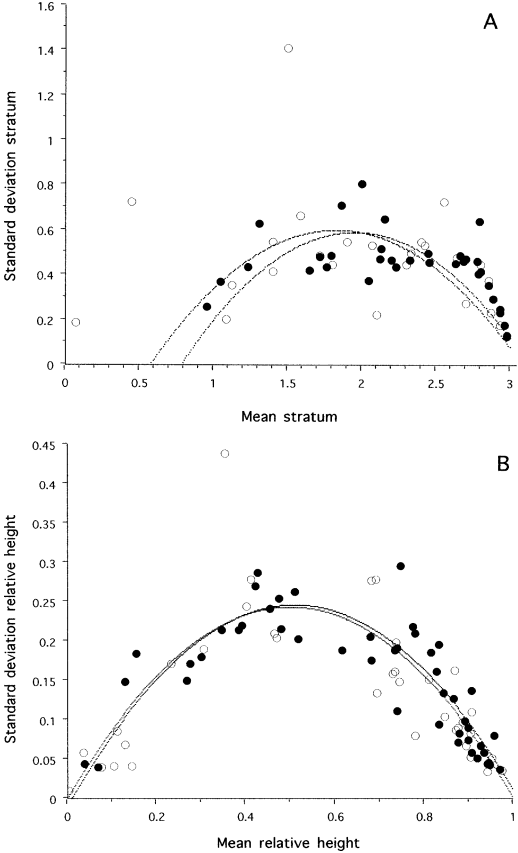 A
1.6
1.4
1.2
1
0.8
0.6
0.4
0.2
0
Standard deviation stratum
0 0.5 1 1.5 2 2.5 3
Mean stratum
B
0.45
0.4
0.35
0.3
0.25
0.2
0.15
0.1
0.05
0
Standard deviation relative height
0 0.2 0.4 0.6 0.8 1
Mean relative height